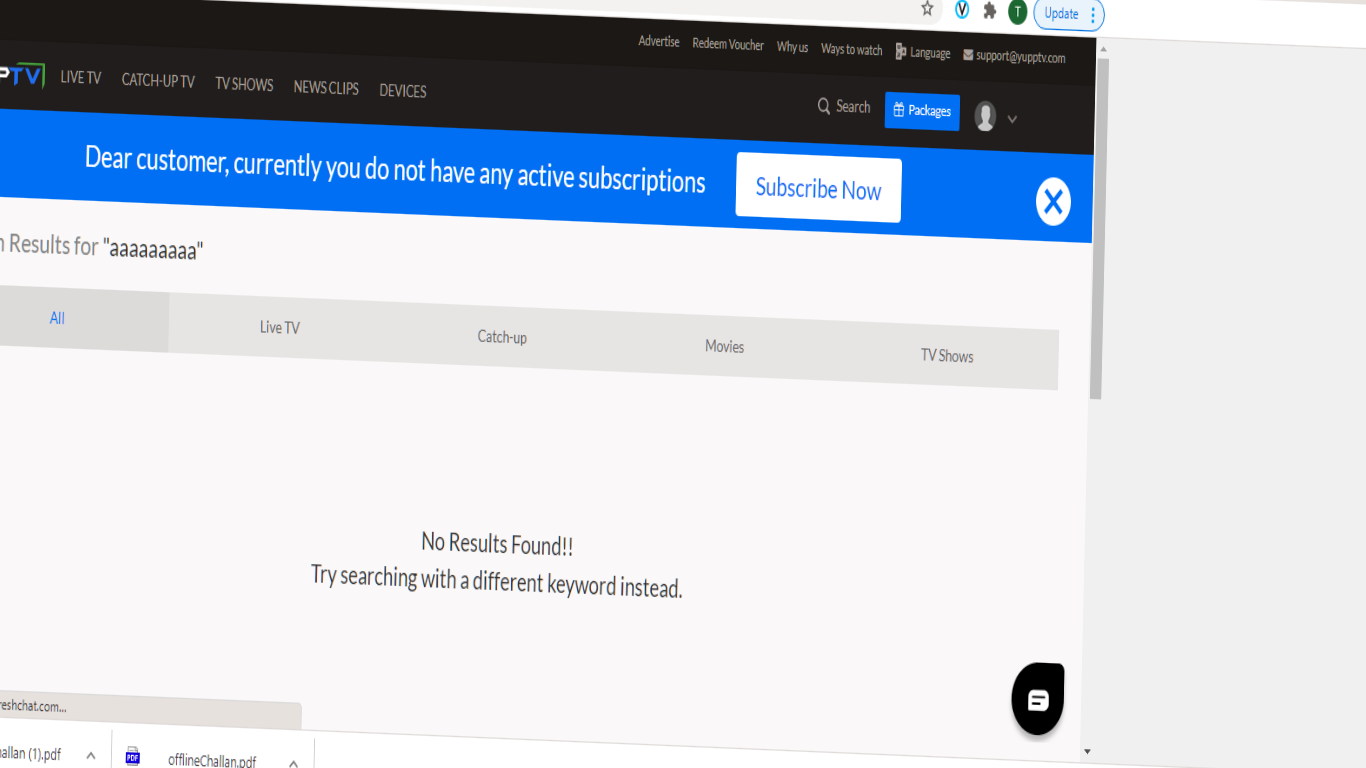 T
Update
Advertise Redeem Voucher Why us Ways to watch Language support@yupptv.com
PTV LIVE TV CATCH-UP TV TV SHOWS NEWS CLIPS DEVICES Search Packages
Dear customer, currently you do not have any active subscriptions Subscribe Now
Results for "aaaaaaaaa"
All Live TV Catch-up Movies TV Shows
No Results Found!!
Try searching with a different keyword instead.
reshchat.com...
allan (1).pdf PDF offlineChallan.pdf